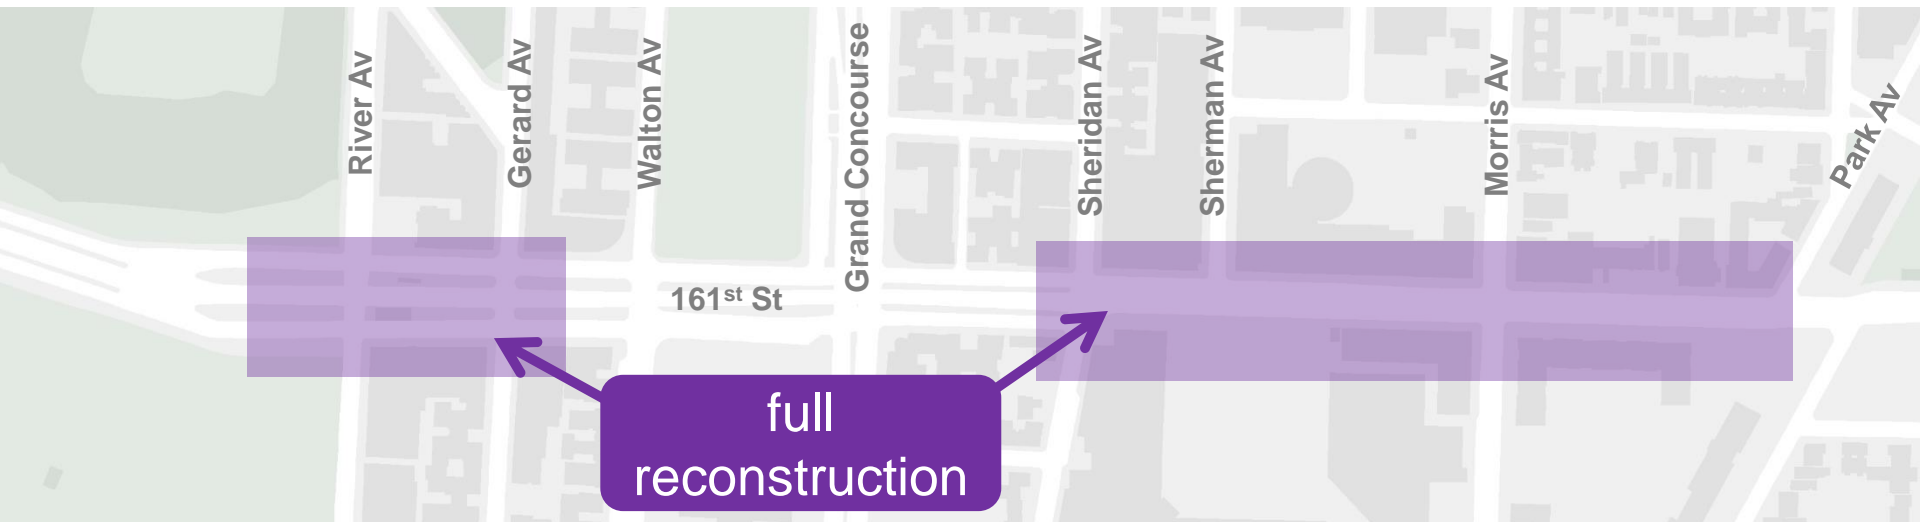 River Av
Gerard Av
Walton Av
Grand Concourse
Sheridan Av
Sherman Av
Morris Av
Park Av
161st St
full
reconstruction